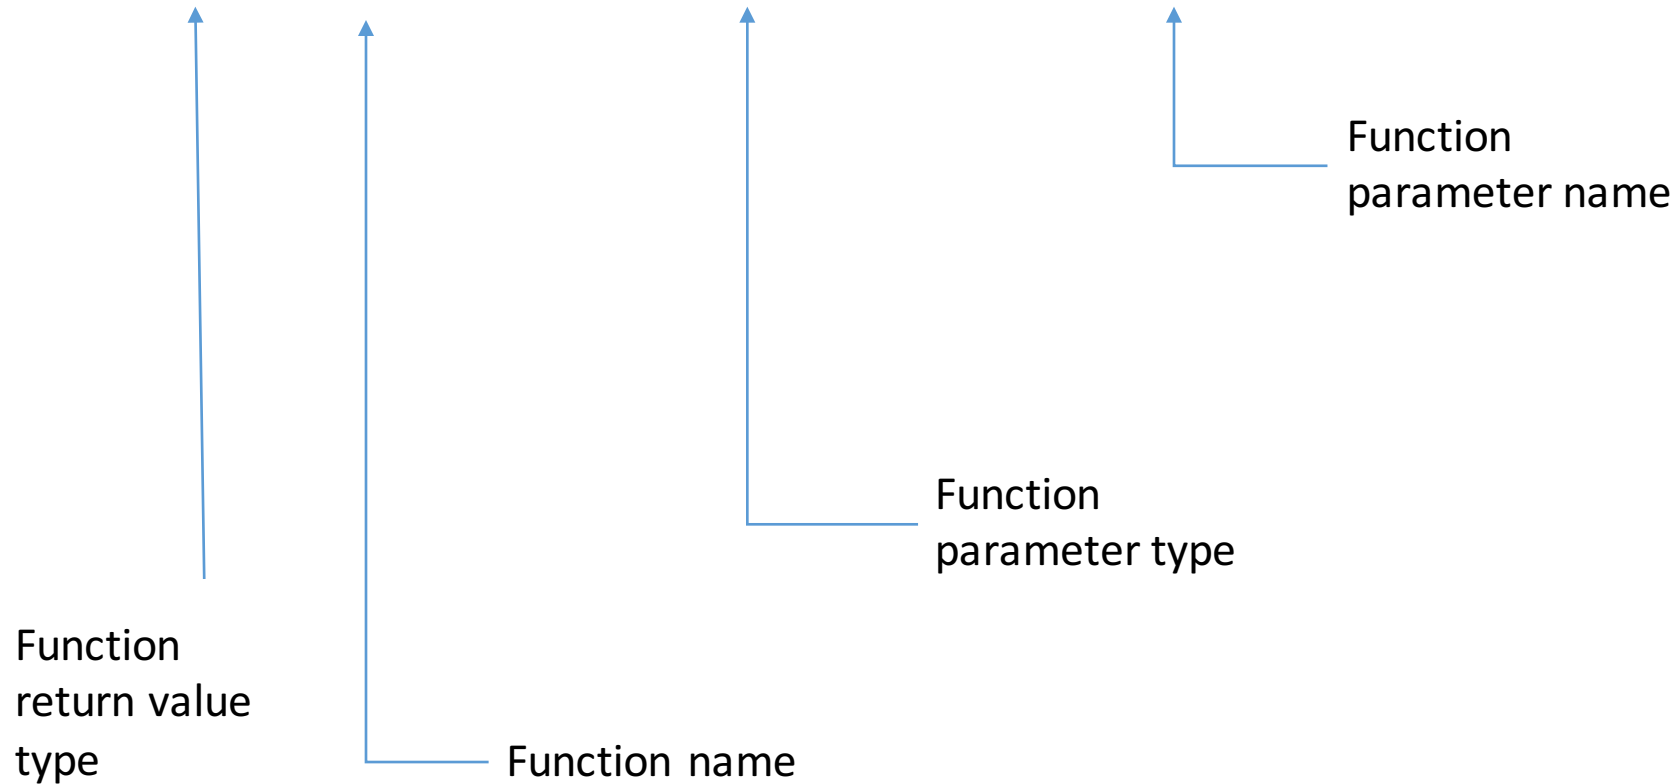 Function
parameter name
Function
parameter type
Function
return value
type
Function name